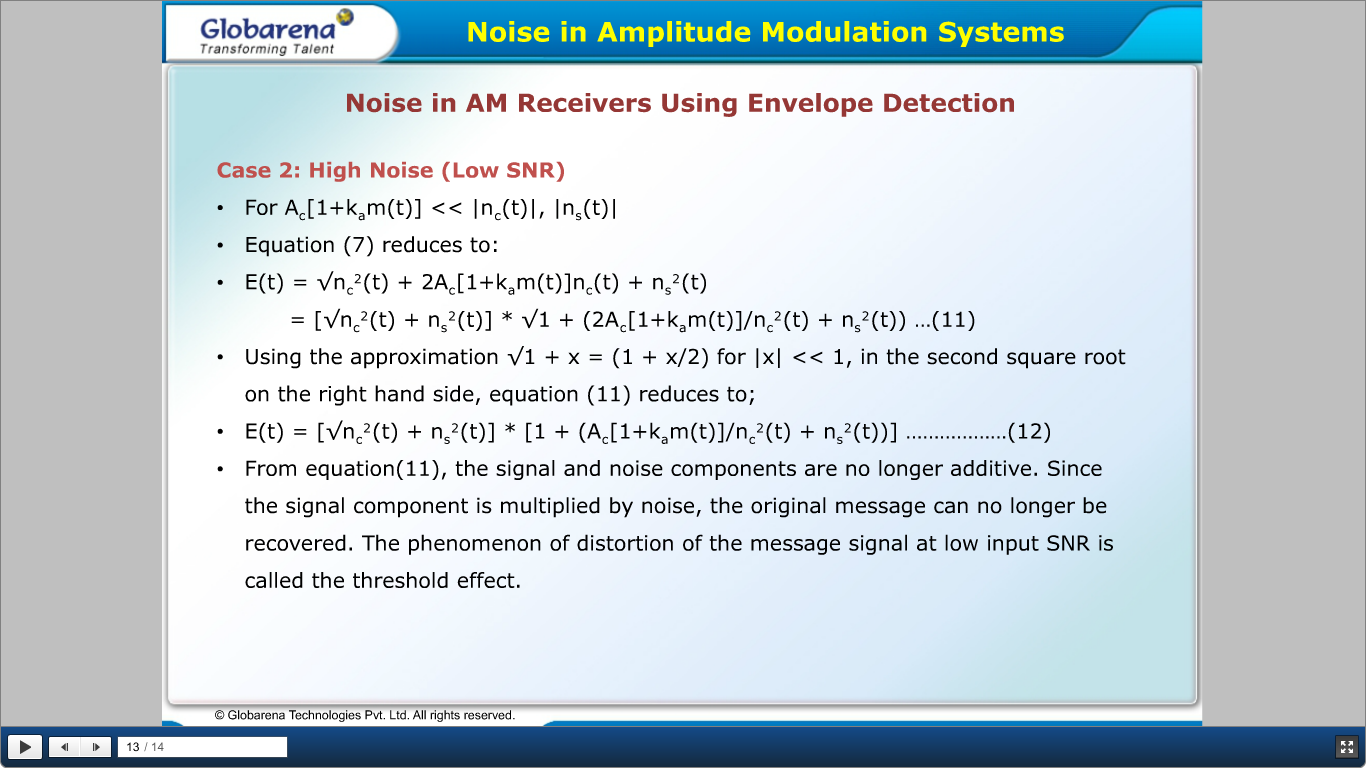 Globarena
Transforming Talent
Noise in Amplitude Modulation Systems
Noise in AM Receivers Using Envelope Detection
Case 2: High Noise (Low SNR)
• For Ac[1+kam(t)] << |nc(t)|, |ns(t)|
• Equation (7) reduces to:
• E(t) = √nc²(t) + 2Ac[1+kam(t)]nc(t) + ns²(t)
= [√nc²(t) + ns²(t)] * √1 + (2Ac[1+kam(t)]/nc²(t) + ns²(t)) …(11)
• Using the approximation √1 + x = (1 + x/2) for |x| << 1, in the second square root
on the right hand side, equation (11) reduces to;
• E(t) = [√nc²(t) + ns²(t)] * [1 + (Ac[1+kam(t)]/nc²(t) + ns²(t))] ………………(12)
• From equation(11), the signal and noise components are no longer additive. Since
the signal component is multiplied by noise, the original message can no longer be
recovered. The phenomenon of distortion of the message signal at low input SNR is
called the threshold effect.
© Globarena Technologies Pvt. Ltd. All rights reserved.
13 / 14